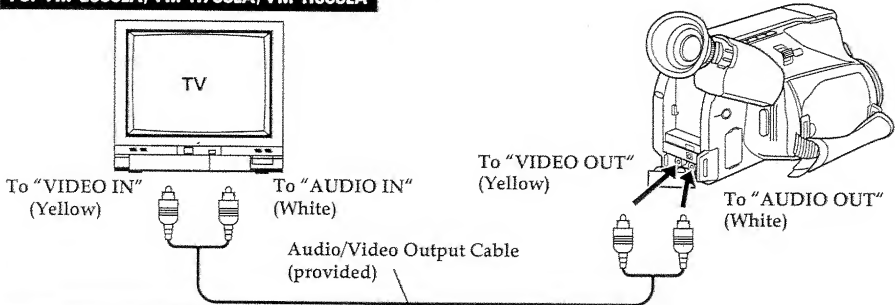 TV
To "VIDEO IN"
(Yellow)
To "AUDIO IN"
(White)
To "VIDEO OUT"
(Yellow)
To "AUDIO OUT"
(White)
Audio/Video Output Cable
(provided)